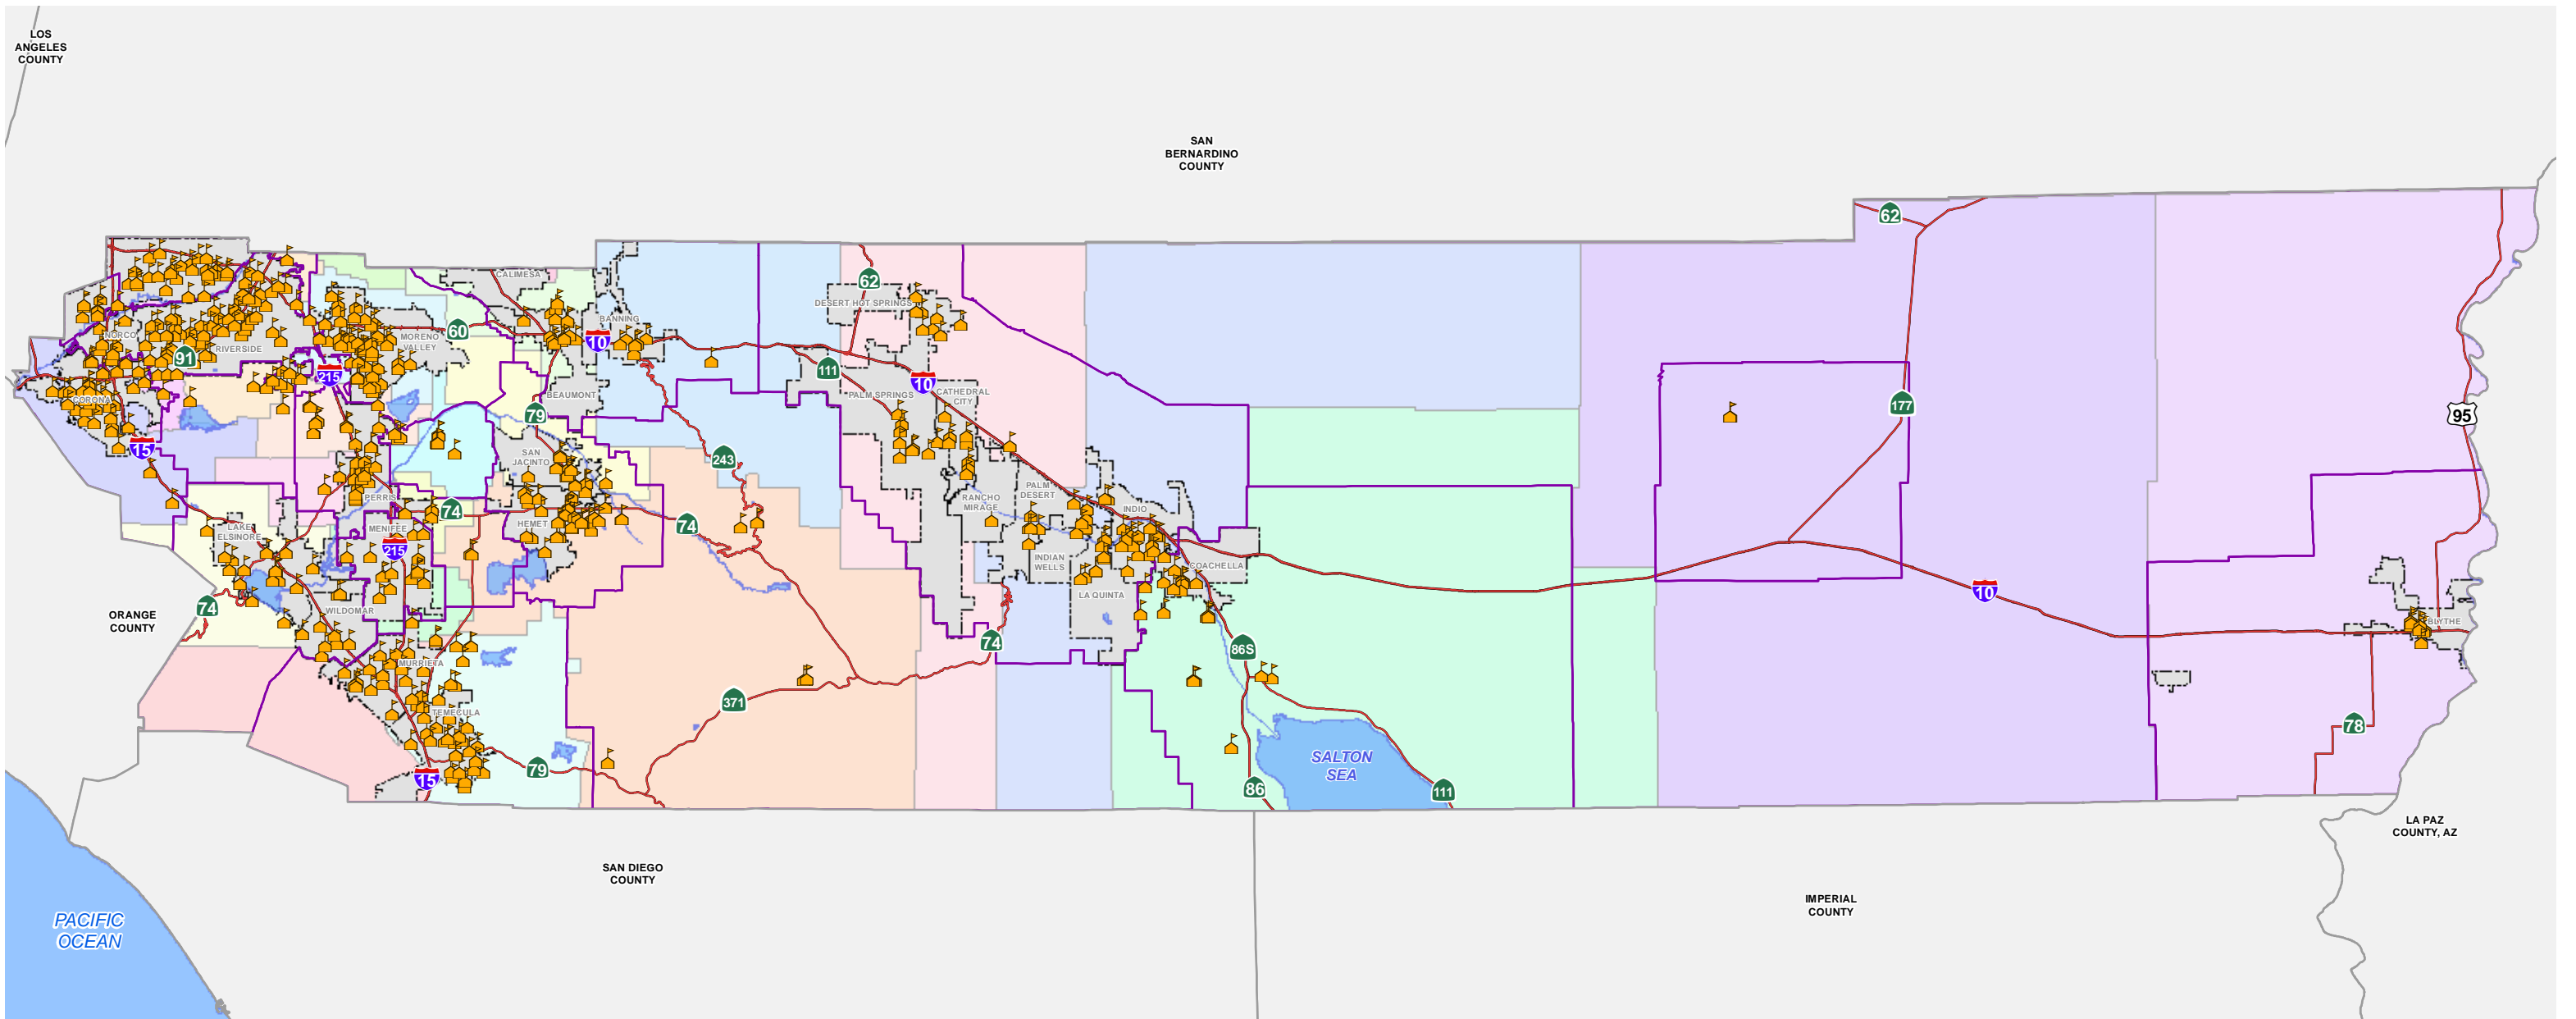 LOS
ANGELES
COUNTY
SAN
BERNARDINO
COUNTY
62
CALIMESA
62
DESERT HOT SPRINGS
BANNING
60
10
NORCO
MORENO
VALLEY
RIVERSIDE
91
215
111
10
CATHEDRAL
CITY
PALM SPRINGS
BEAUMONT
CORONA
79
177
95
15
SAN
JACINTO
243
PERRIS
RANCHO
MIRAGE
PALM
DESERT
74
INDIO
LAKE
ELSINORE
MENIFEE
HEMET
74
215
INDIAN
WELLS
COACHELLA
10
LA QUINTA
74
WILDOMAR
ORANGE
COUNTY
BLYTHE
74
86S
MURRIETA
371
TEMECULA
78
SALTON
SEA
79
15
86
111
LA PAZ
COUNTY, AZ
SAN DIEGO
COUNTY
IMPERIAL
COUNTY
PACIFIC
OCEAN